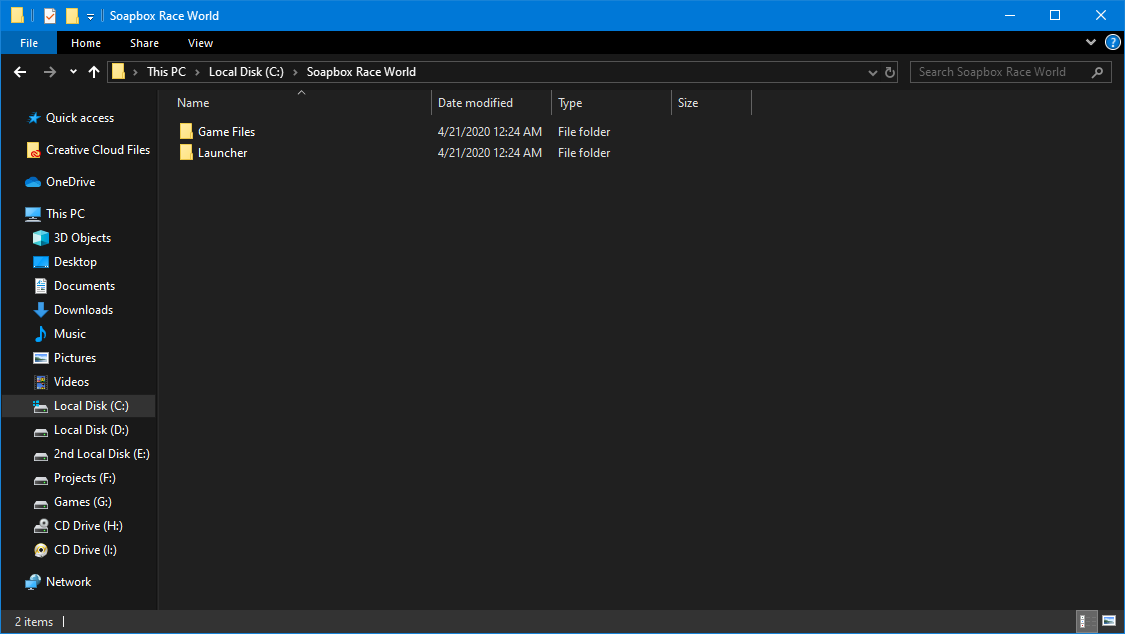 Soapbox Race World
File Home Share View
?
This PC Local Disk (C:) Soapbox Race World
Search Soapbox Race World
Name Date modified Type Size
Game Files 4/21/2020 12:24 AM File folder
Launcher 4/21/2020 12:24 AM File folder
Quick access
Creative Cloud Files
OneDrive
This PC
3D Objects
Desktop
Documents
Downloads
Music
Pictures
Videos
Local Disk (C:)
Local Disk (D:)
2nd Local Disk (E:)
Projects (F:)
Games (G:)
CD Drive (H:)
CD Drive (I:)
Network
2 items